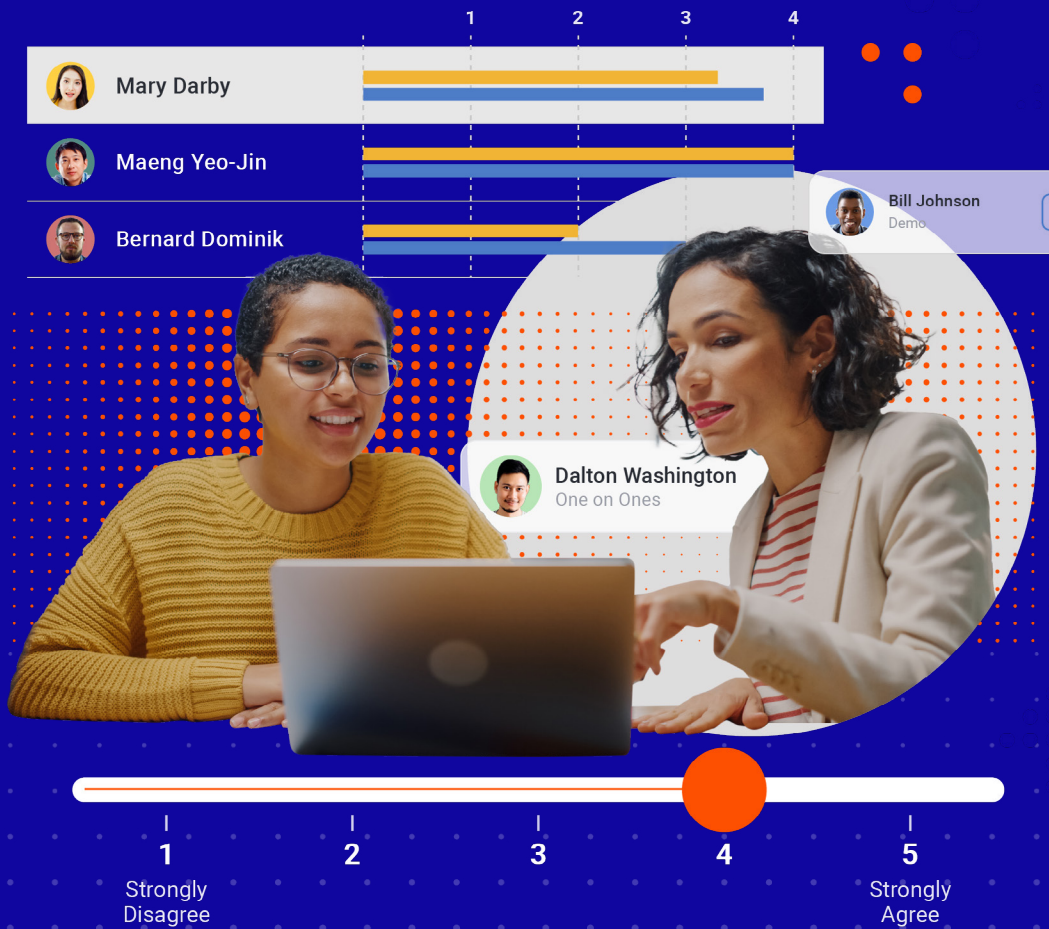 1 2 3 4
Mary Darby
Maeng Yeo-Jin
Bernard Dominik
Bill Johnson
Demo
Dalton Washington
One on Ones
1 2 3 4 5
Strongly Disagree
Strongly Agree